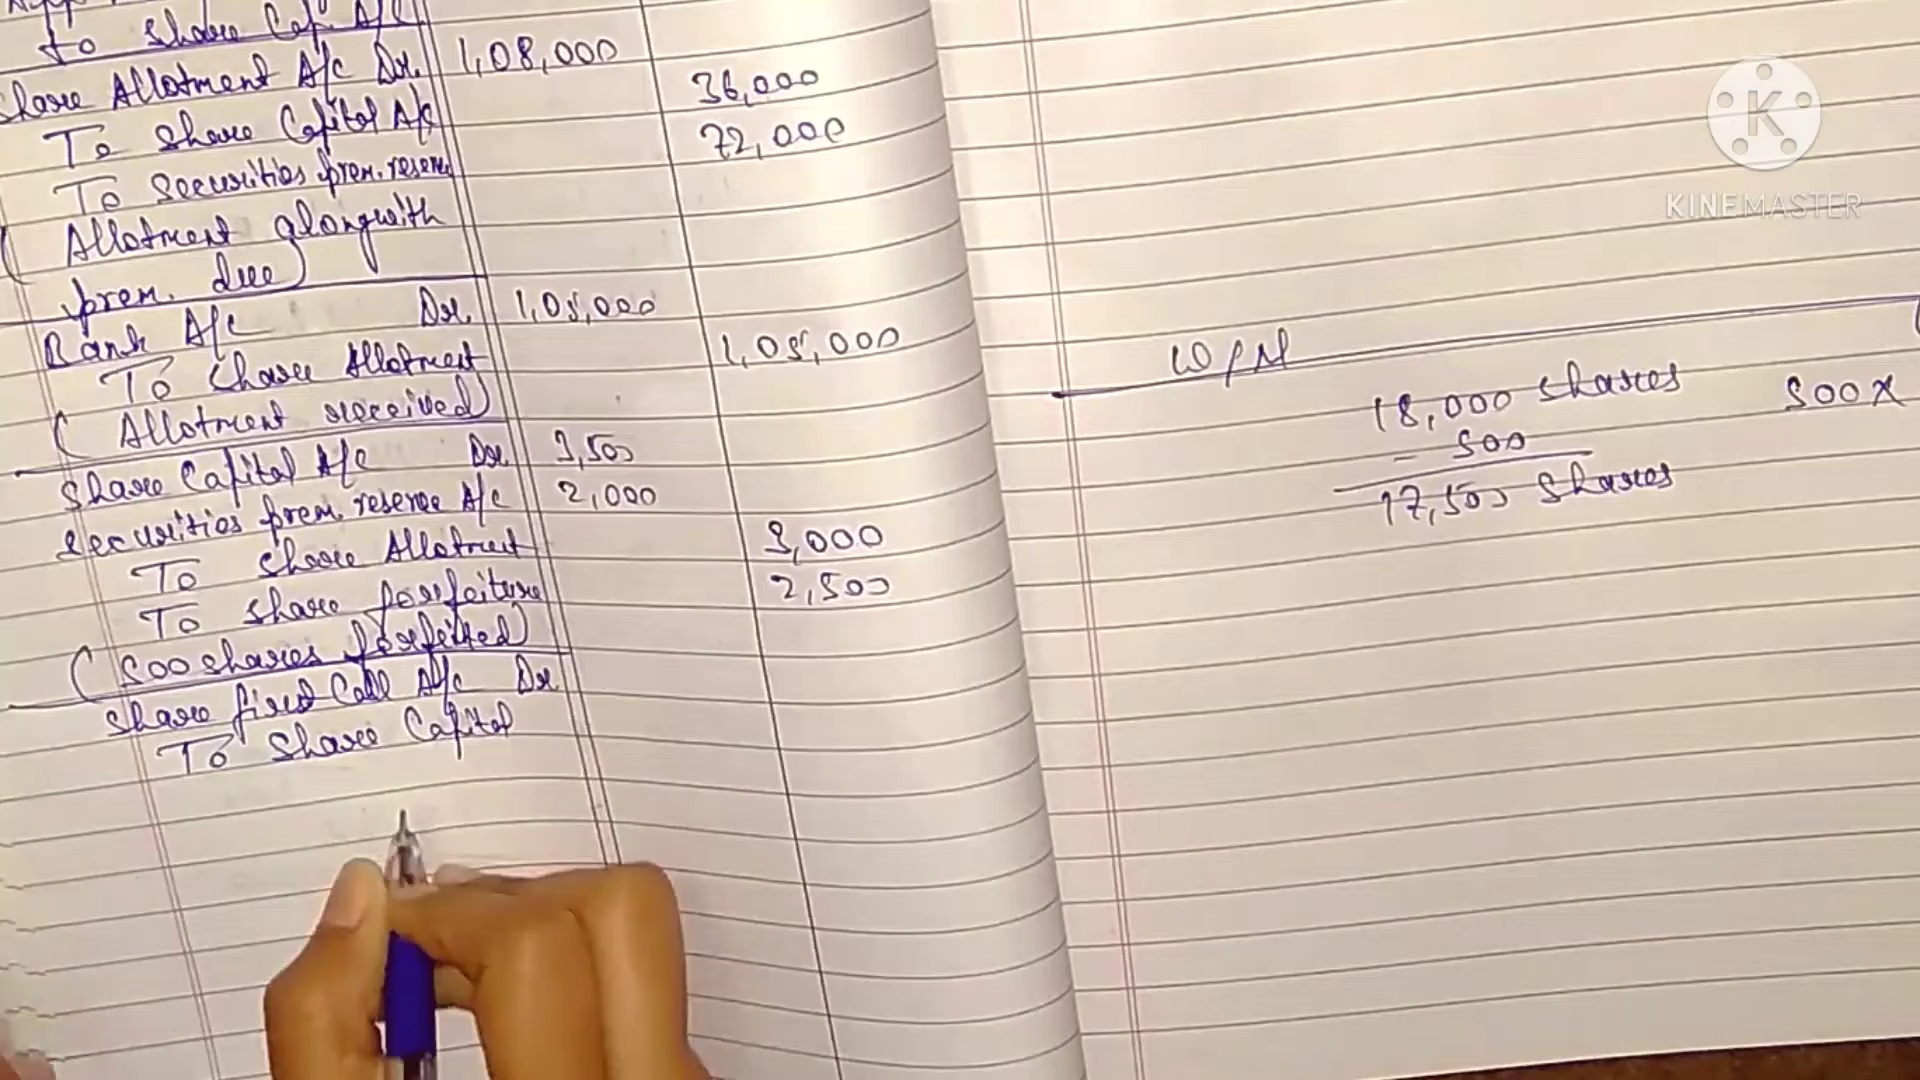 To Share Cap. A/c
Share Allotment A/c Dr. 1,08,000
To Share Capital A/c 36,000
To Securities prem. reserve 72,000
( Allotment alongwith
prem. due)
Bank A/c Dr. 1,05,000
To Share Allotment 1,05,000
( Allotment received)
Share Capital A/c Dr. 3,500
Securities prem. reserve A/c 2,000
To Share Allotment 3,000
To Share forfeiture 2,500
( 500 shares forfeited)
Share first Call A/c Dr
To Share Capital
W/N
18,000 shares
- 500
17,500 Shares
500 x
K
KINEMASTER